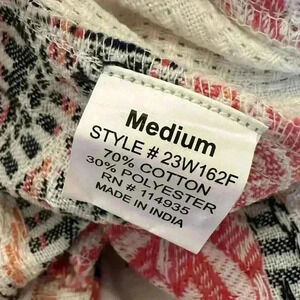 Medium
STYLE # 23W162F
70% COTTON
30% POLYESTER
RN # 114935
MADE IN INDIA